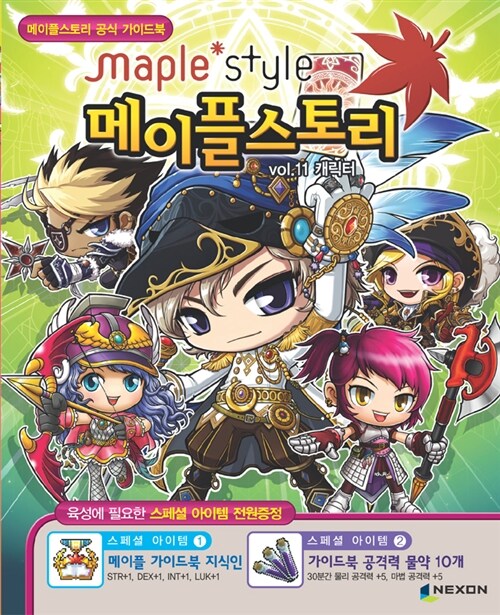 메이플스토리 공식 가이드북
maple*style
메이플스토리
vol.11 캐릭터
육성에 필요한 스페셜 아이템 전원증정
스페셜 아이템 1
메이플 가이드북 지식인
STR+1, DEX+1, INT+1, LUK+1
스페셜 아이템 2
가이드북 공격력 물약 10개
30분간 물리 공격력 +5, 마법 공격력 +5
NEXON